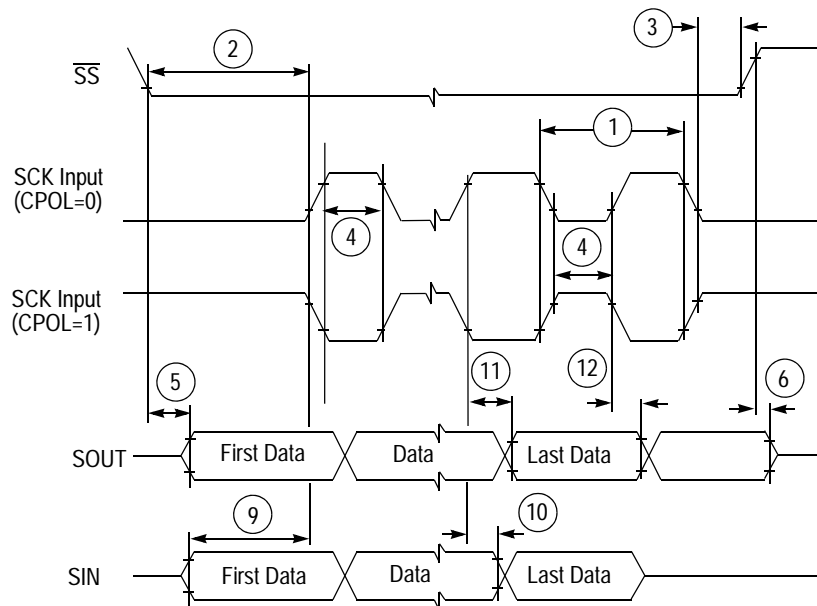 3
2
S̅S̅
1
SCK Input
(CPOL=0)
4
4
SCK Input
(CPOL=1)
5
11
12
6
SOUT
First Data
Data
Last Data
9
10
SIN
First Data
Data
Last Data